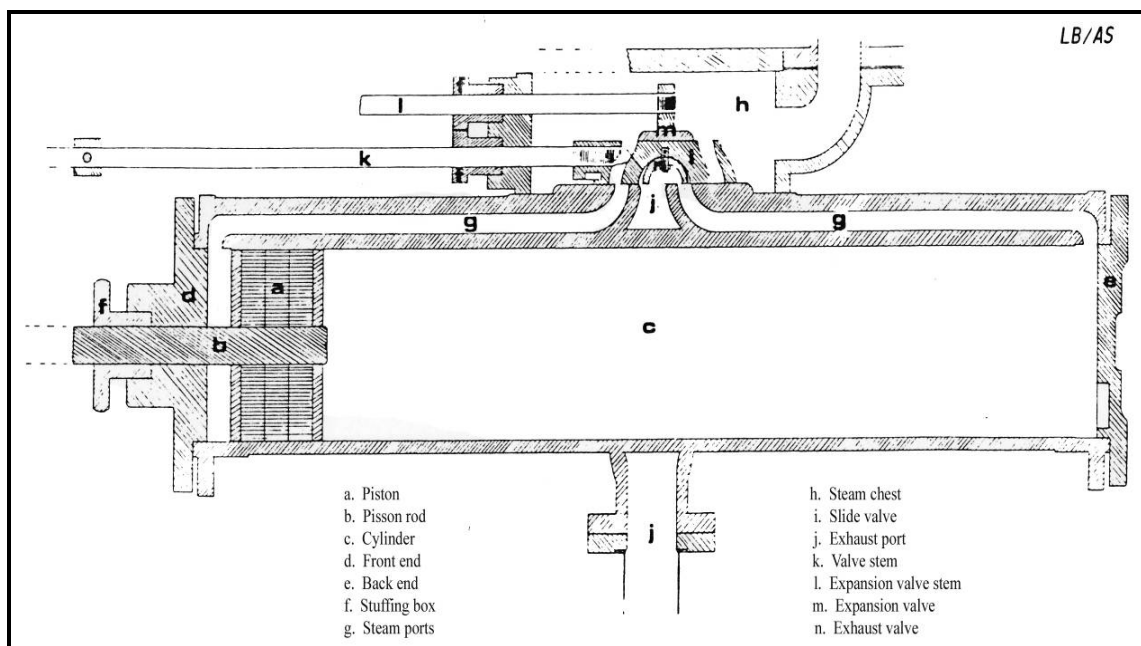 LB/AS
f
l
h
m
k
i
n
f
j
g
g
a
d
e
f
c
b
j
a. Piston
b. Pisson rod
c. Cylinder
d. Front end
e. Back end
f. Stuffing box
g. Steam ports
h. Steam chest
i. Slide valve
j. Exhaust port
k. Valve stem
l. Expansion valve stem
m. Expansion valve
n. Exhaust valve